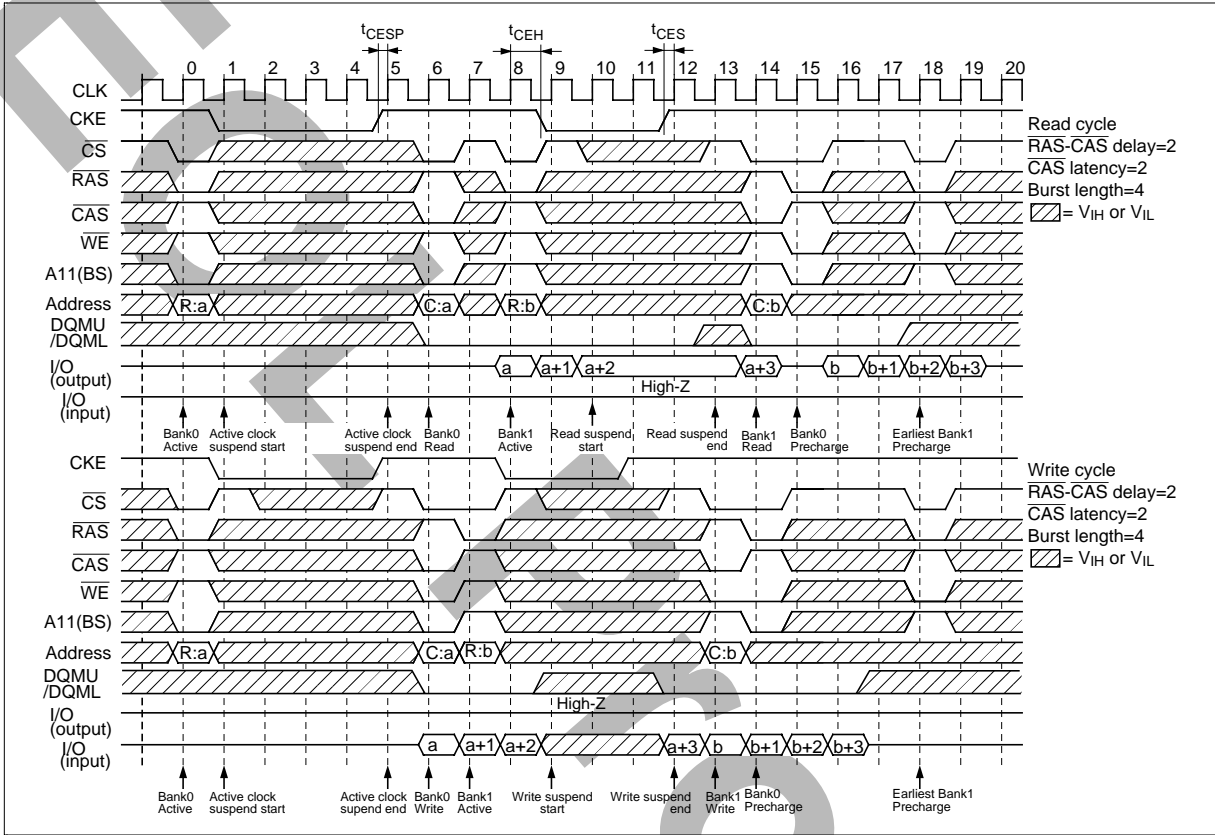 tCESP tCEH tCES
0 1 2 3 4 5 6 7 8 9 10 11 12 13 14 15 16 17 18 19 20
CLK
CKE
CS
RAS
CAS
WE
A11(BS)
Address R:a C:a R:b C:b
DQMU
/DQML
I/O
(output) a a+1 a+2 a+3 b b+1 b+2 b+3
High-Z
I/O
(input)
Bank0
Active
Active clock
suspend start
Active clock
suspend end
Bank0
Read
Bank1
Active
Read suspend
start
Read suspend
end
Bank1
Read
Bank0
Precharge
Earliest Bank1
Precharge
Read cycle
RAS-CAS delay=2
CAS latency=2
Burst length=4
= VIH or VIL
CKE
CS
RAS
CAS
WE
A11(BS)
Address R:a C:a R:b C:b
DQMU
/DQML
High-Z
I/O
(output)
I/O
(input) a a+1 a+2 a+3 b b+1 b+2 b+3
Bank0
Active
Active clock
suspend start
Active clock
supend end
Bank0
Write
Bank1
Active
Write suspend
start
Write suspend
end
Bank1
Write
Bank0
Precharge
Earliest Bank1
Precharge
Write cycle
RAS-CAS delay=2
CAS latency=2
Burst length=4
= VIH or VIL